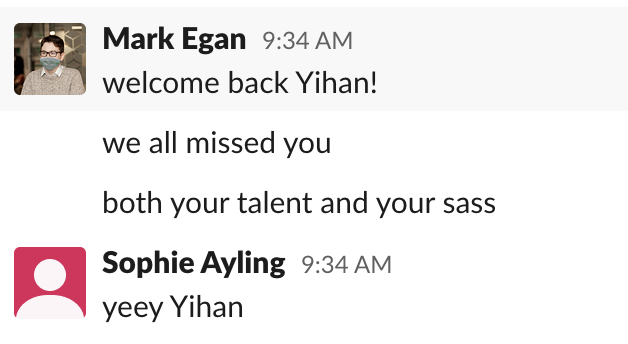 Mark Egan 9:34 AM
welcome back Yihan!
we all missed you
both your talent and your sass
Sophie Ayling 9:34 AM
yeey Yihan